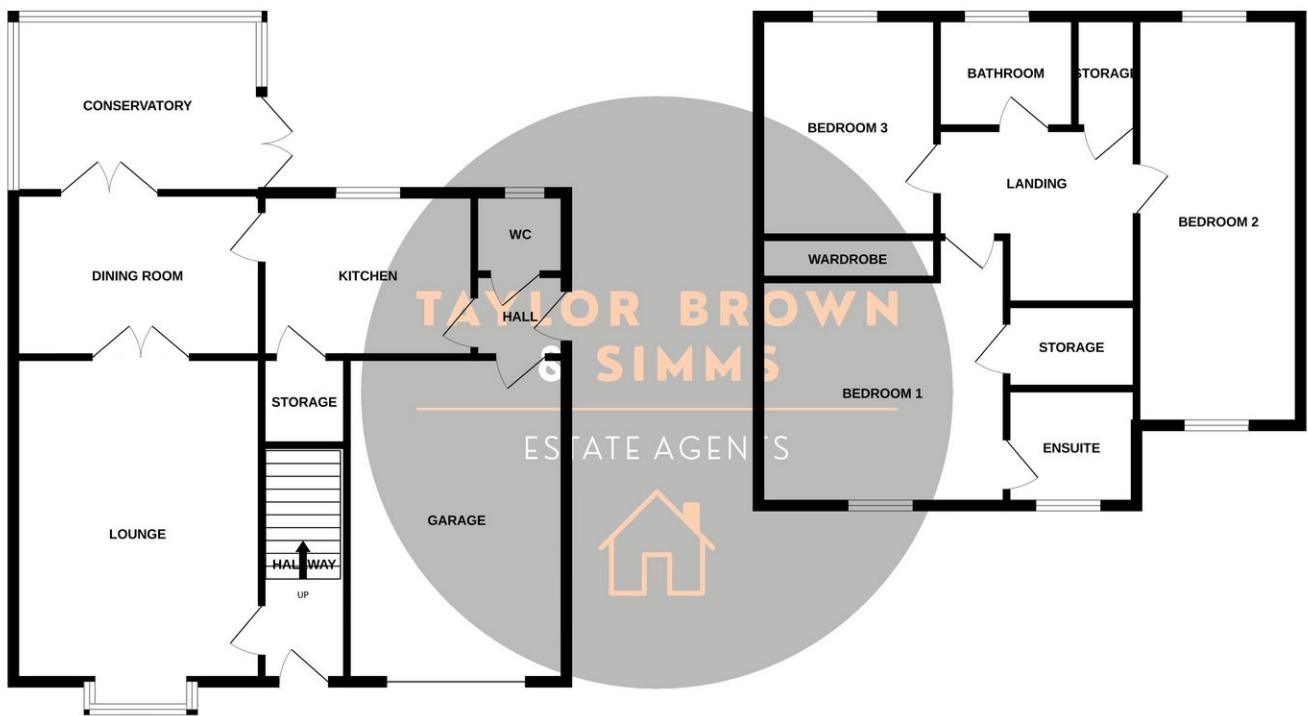 CONSERVATORY
DINING ROOM
KITCHEN
WC
HALL
STORAGE
LOUNGE
HALLWAY
UP
GARAGE
BEDROOM 3
BATHROOM
STORAGE
LANDING
BEDROOM 2
WARDROBE
BEDROOM 1
STORAGE
ENSUITE
TAYLOR BROWN
& SIMMS
ESTATE AGENTS